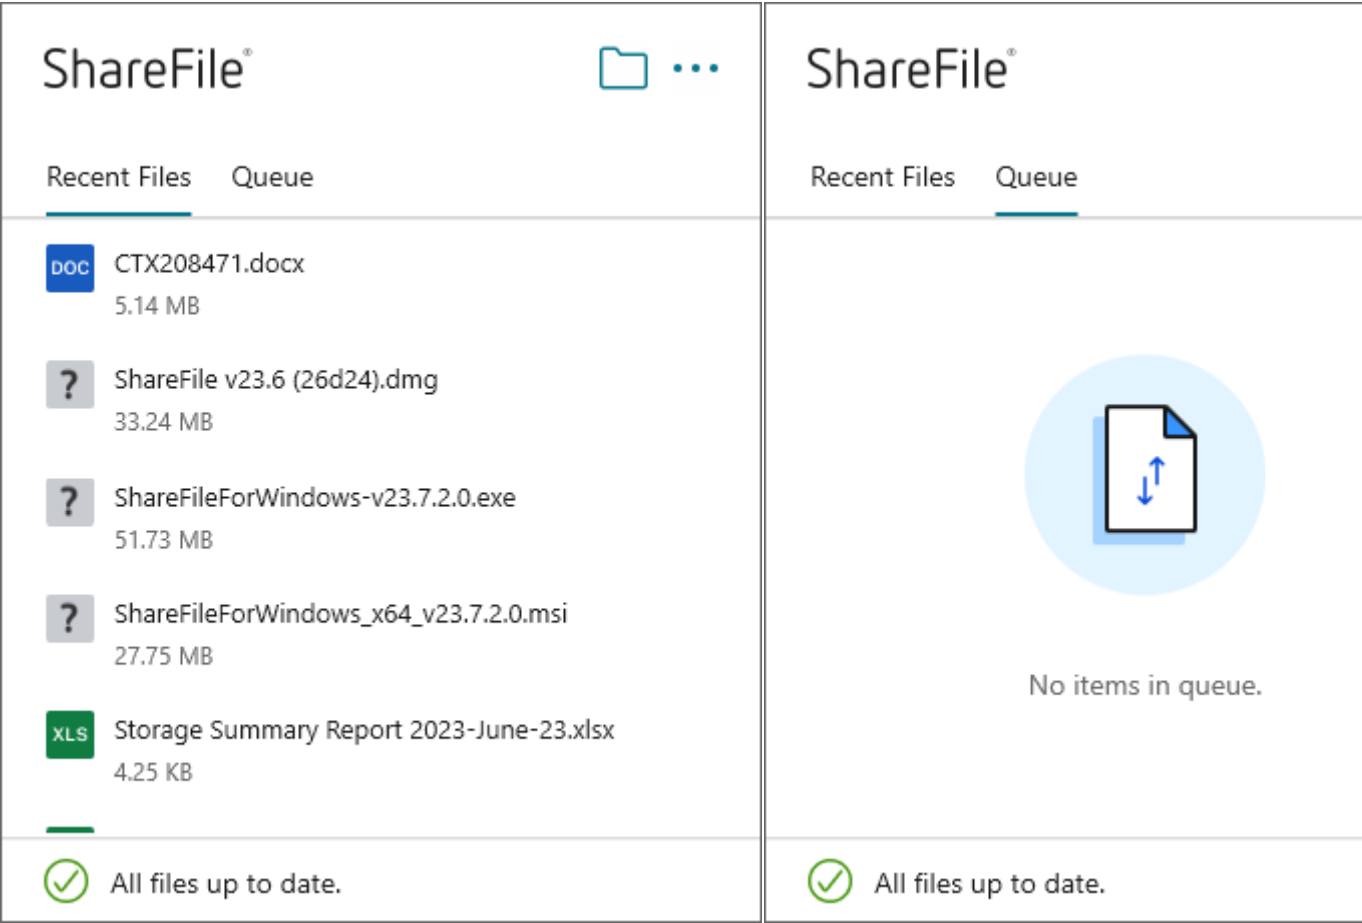 ShareFile®
Recent Files Queue
DOC CTX208471.docx
5.14 MB
? ShareFile v23.6 (26d24).dmg
33.24 MB
? ShareFileForWindows-v23.7.2.0.exe
51.73 MB
? ShareFileForWindows_x64_v23.7.2.0.msi
27.75 MB
XLS Storage Summary Report 2023-June-23.xlsx
4.25 KB
All files up to date.
ShareFile®
Recent Files Queue
No items in queue.
All files up to date.